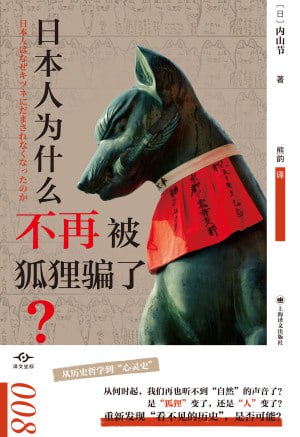 [日] 内山节 著
熊韵 译
日本人为什么
不再被
狐狸骗了
?
日本人はなぜキツネにだまされなくなったのか
译文坐标
上海译文出版社
从历史哲学到“心灵史”
从何时起，我们再也听不到“自然”的声音了？
是“狐狸”变了，还是“人”变了？
重新发现“看不见的历史”，是否可能？
008